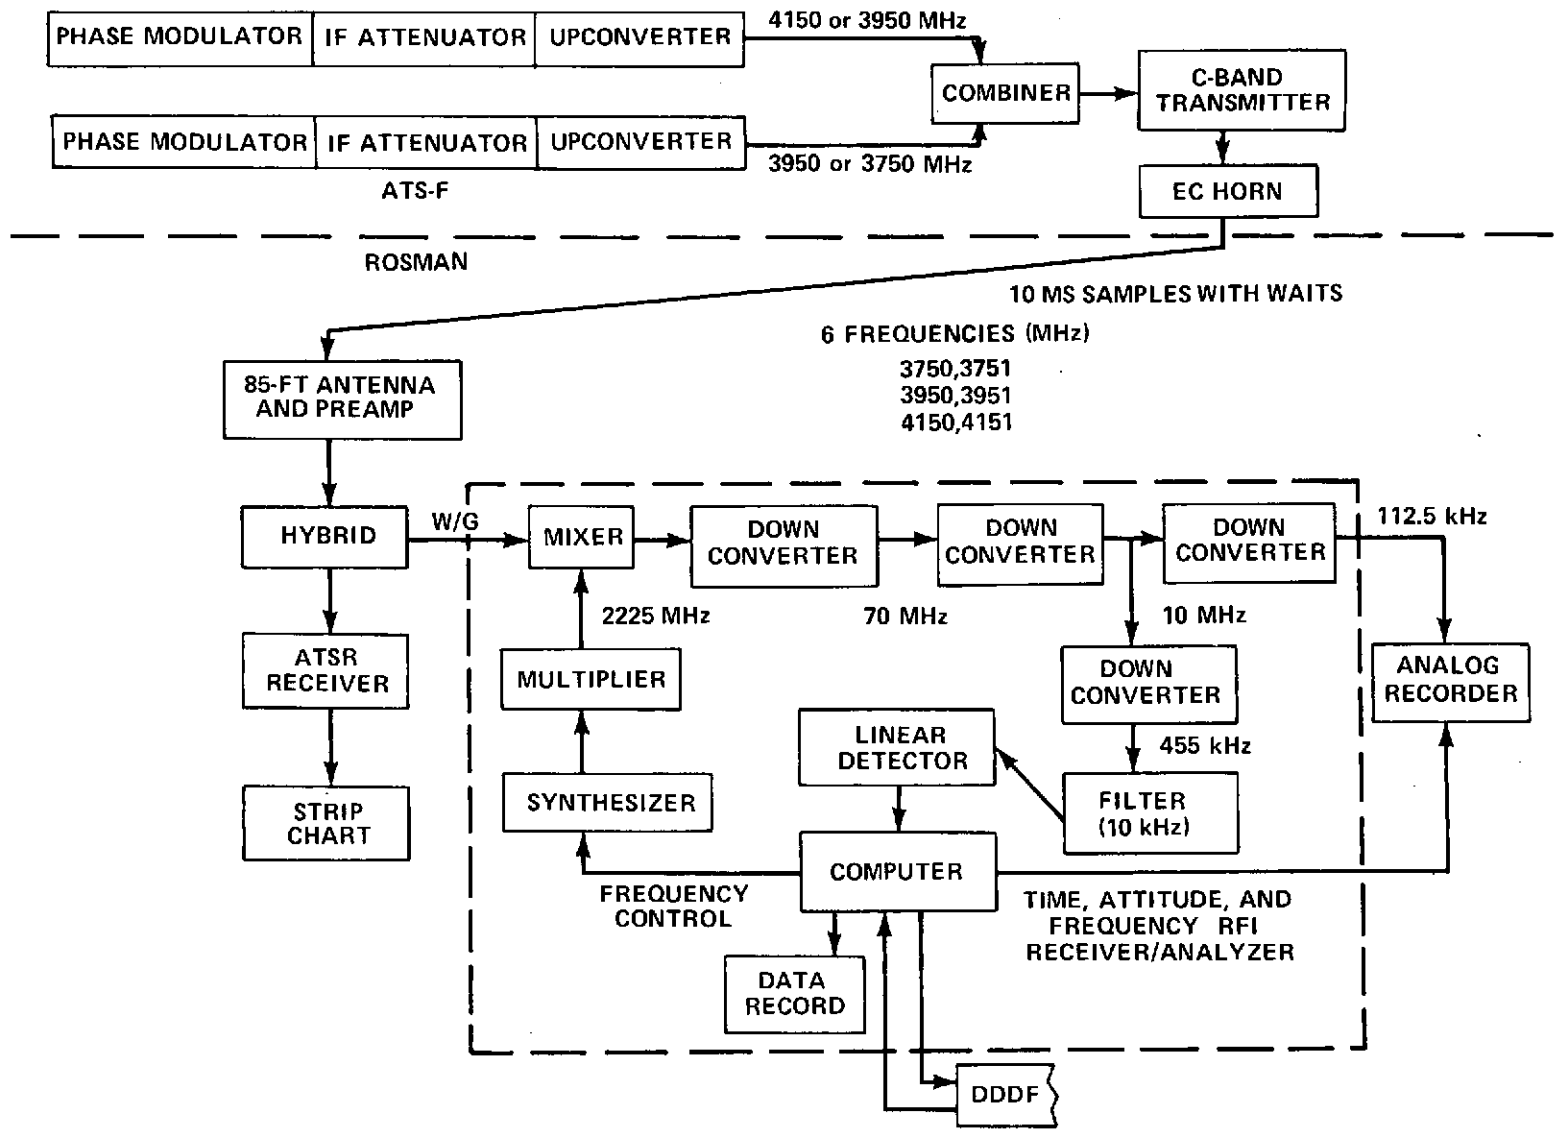 4150 or 3950 MHz
PHASE MODULATOR
IF ATTENUATOR
UPCONVERTER
COMBINER
C-BAND
TRANSMITTER
PHASE MODULATOR
IF ATTENUATOR
UPCONVERTER
3950 or 3750 MHz
ATS-F
EC HORN
ROSMAN
10 MS SAMPLES WITH WAITS
6 FREQUENCIES (MHz)
3750,3751
3950,3951
4150,4151
85-FT ANTENNA
AND PREAMP
HYBRID
W/G
MIXER
DOWN
CONVERTER
DOWN
CONVERTER
DOWN
CONVERTER
112.5 kHz
2225 MHz
70 MHz
10 MHz
ATSR
RECEIVER
MULTIPLIER
DOWN
CONVERTER
ANALOG
RECORDER
LINEAR
DETECTOR
455 kHz
STRIP
CHART
SYNTHESIZER
FILTER
(10 kHz)
COMPUTER
FREQUENCY
CONTROL
TIME, ATTITUDE, AND
FREQUENCY RFI
RECEIVER/ANALYZER
DATA
RECORD
DDDF